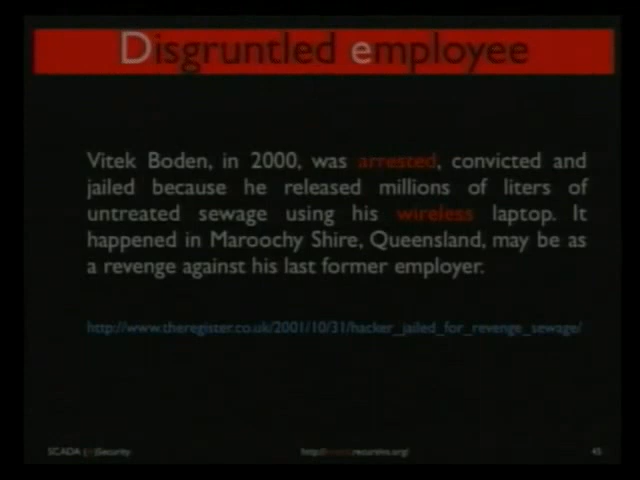 Disgruntled employee
Vitek Boden, in 2000, was arrested, convicted and
jailed because he released millions of liters of
untreated sewage using his wireless laptop. It
happened in Maroochy Shire, Queensland, may be as
a revenge against his last former employer.
http://www.theregister.co.uk/2001/10/31/hacker_jailed_for_revenge_sewage/
SCADA
45